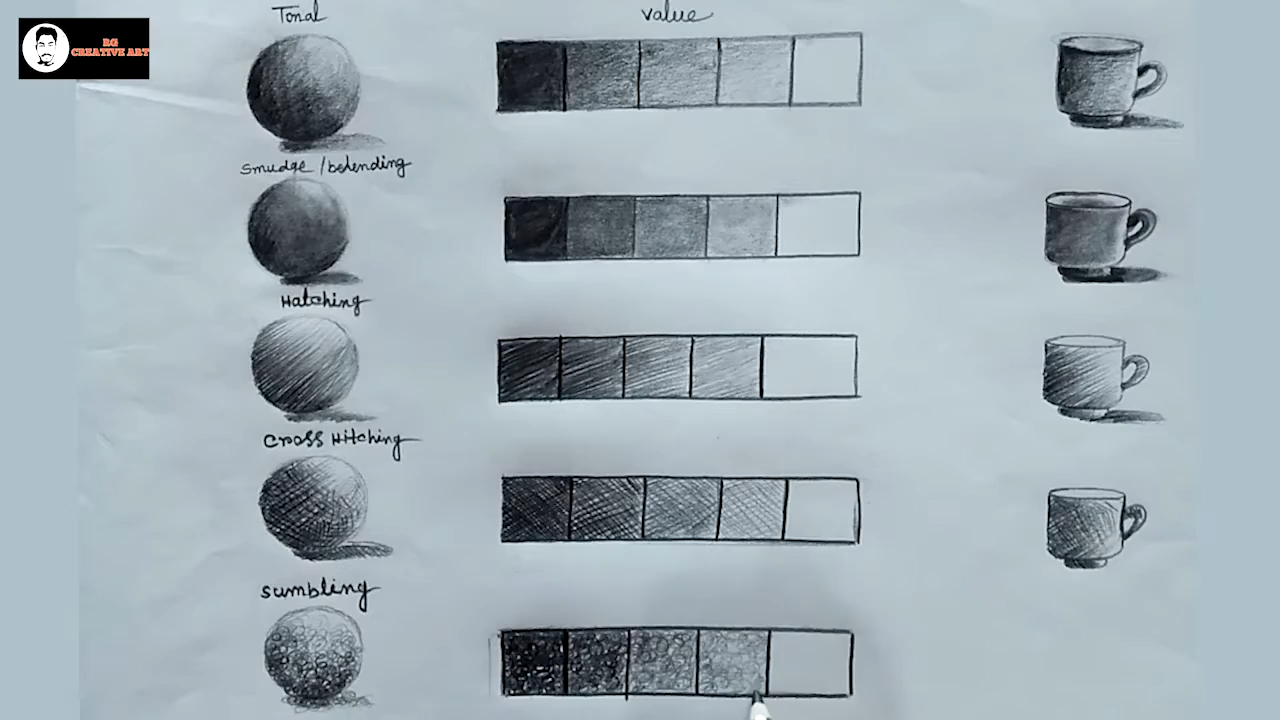 RG
CREATIVE ART
Tonal
value
Smudge / belending
Hatching
Cross Hitching
Sumbling